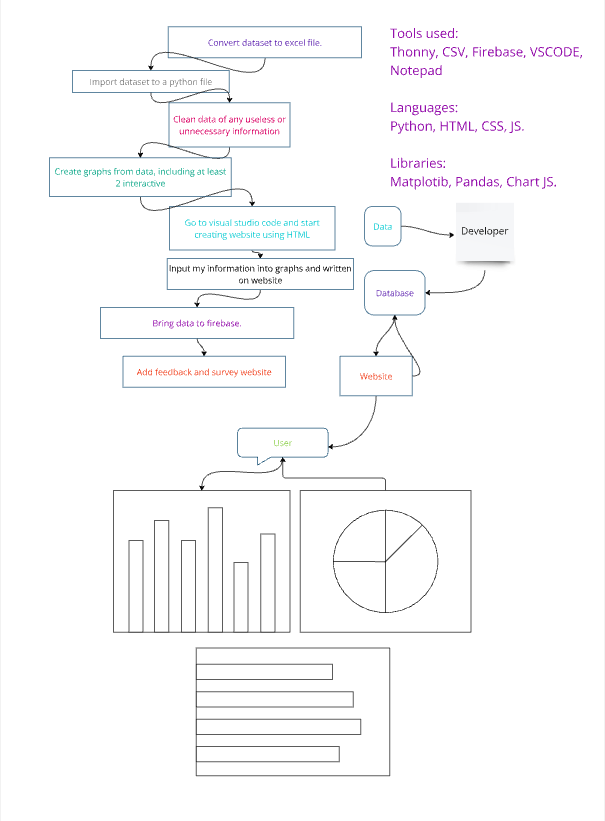 Convert dataset to excel file.
Import dataset to a python file
Clean data of any useless or
unnecessary information
Create graphs from data, including at least
2 interactive
Go to visual studio code and start
creating website using HTML
Input my information into graphs and written
on website
Bring data to firebase.
Add feedback and survey website
Tools used:
Thonny, CSV, Firebase, VSCODE,
Notepad
Languages:
Python, HTML, CSS, JS.
Libraries:
Matplotib, Pandas, Chart JS.
Data
Developer
Database
Website
User